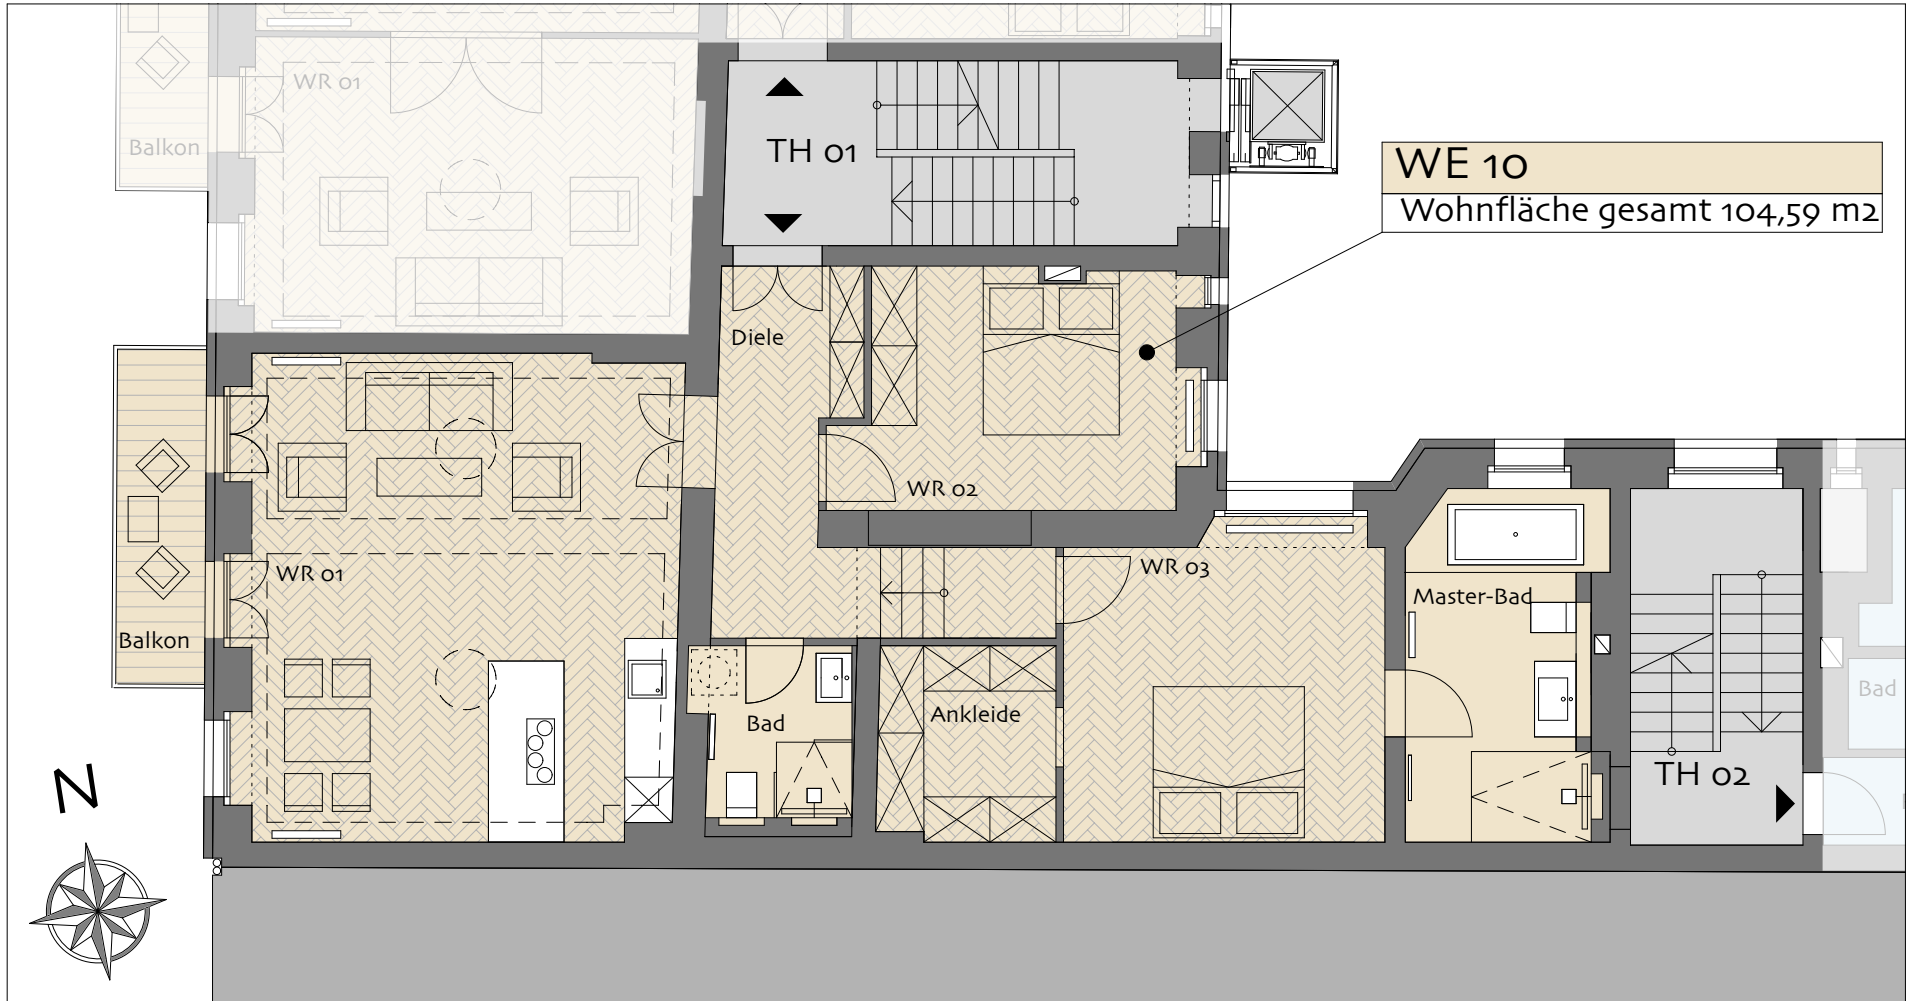 WR 01
Balkon
TH 01
WE 10
Wohnfläche gesamt 104,59 m2
Diele
WR 02
WR 01
WR 03
Master-Bad
Balkon
Bad
Ankleide
Bad
TH 02
N